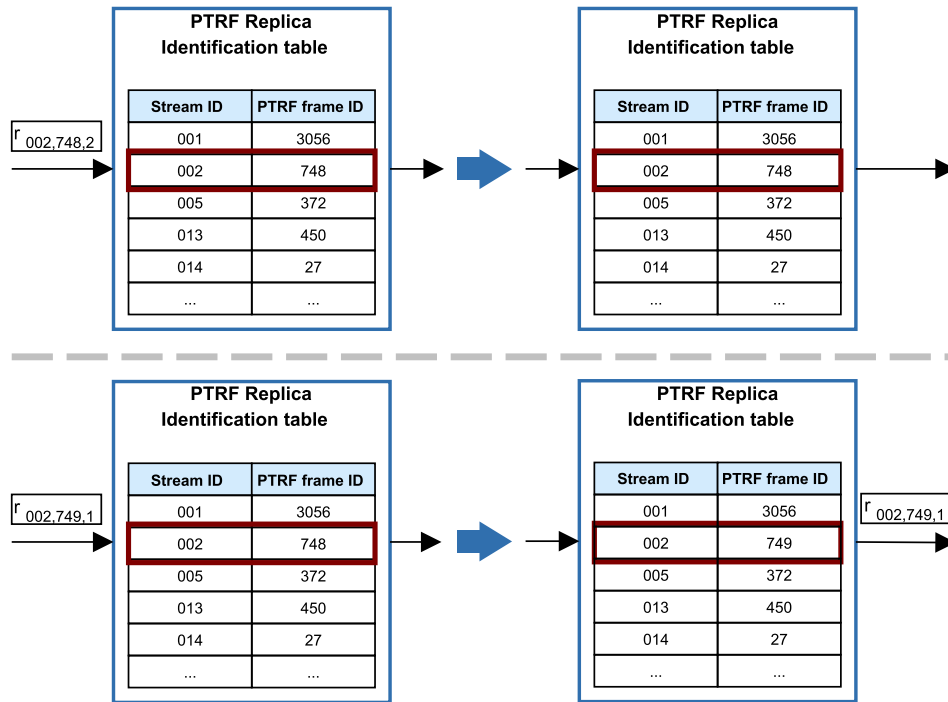 PTRF Replica
Identification table
Stream ID PTRF frame ID
001 3056
002 748
005 372
013 450
014 27
... ...
r 002,748,2
PTRF Replica
Identification table
Stream ID PTRF frame ID
001 3056
002 748
005 372
013 450
014 27
... ...
PTRF Replica
Identification table
Stream ID PTRF frame ID
001 3056
002 748
005 372
013 450
014 27
... ...
r 002,749,1
PTRF Replica
Identification table
Stream ID PTRF frame ID
001 3056
002 749
005 372
013 450
014 27
... ...
r 002,749,1